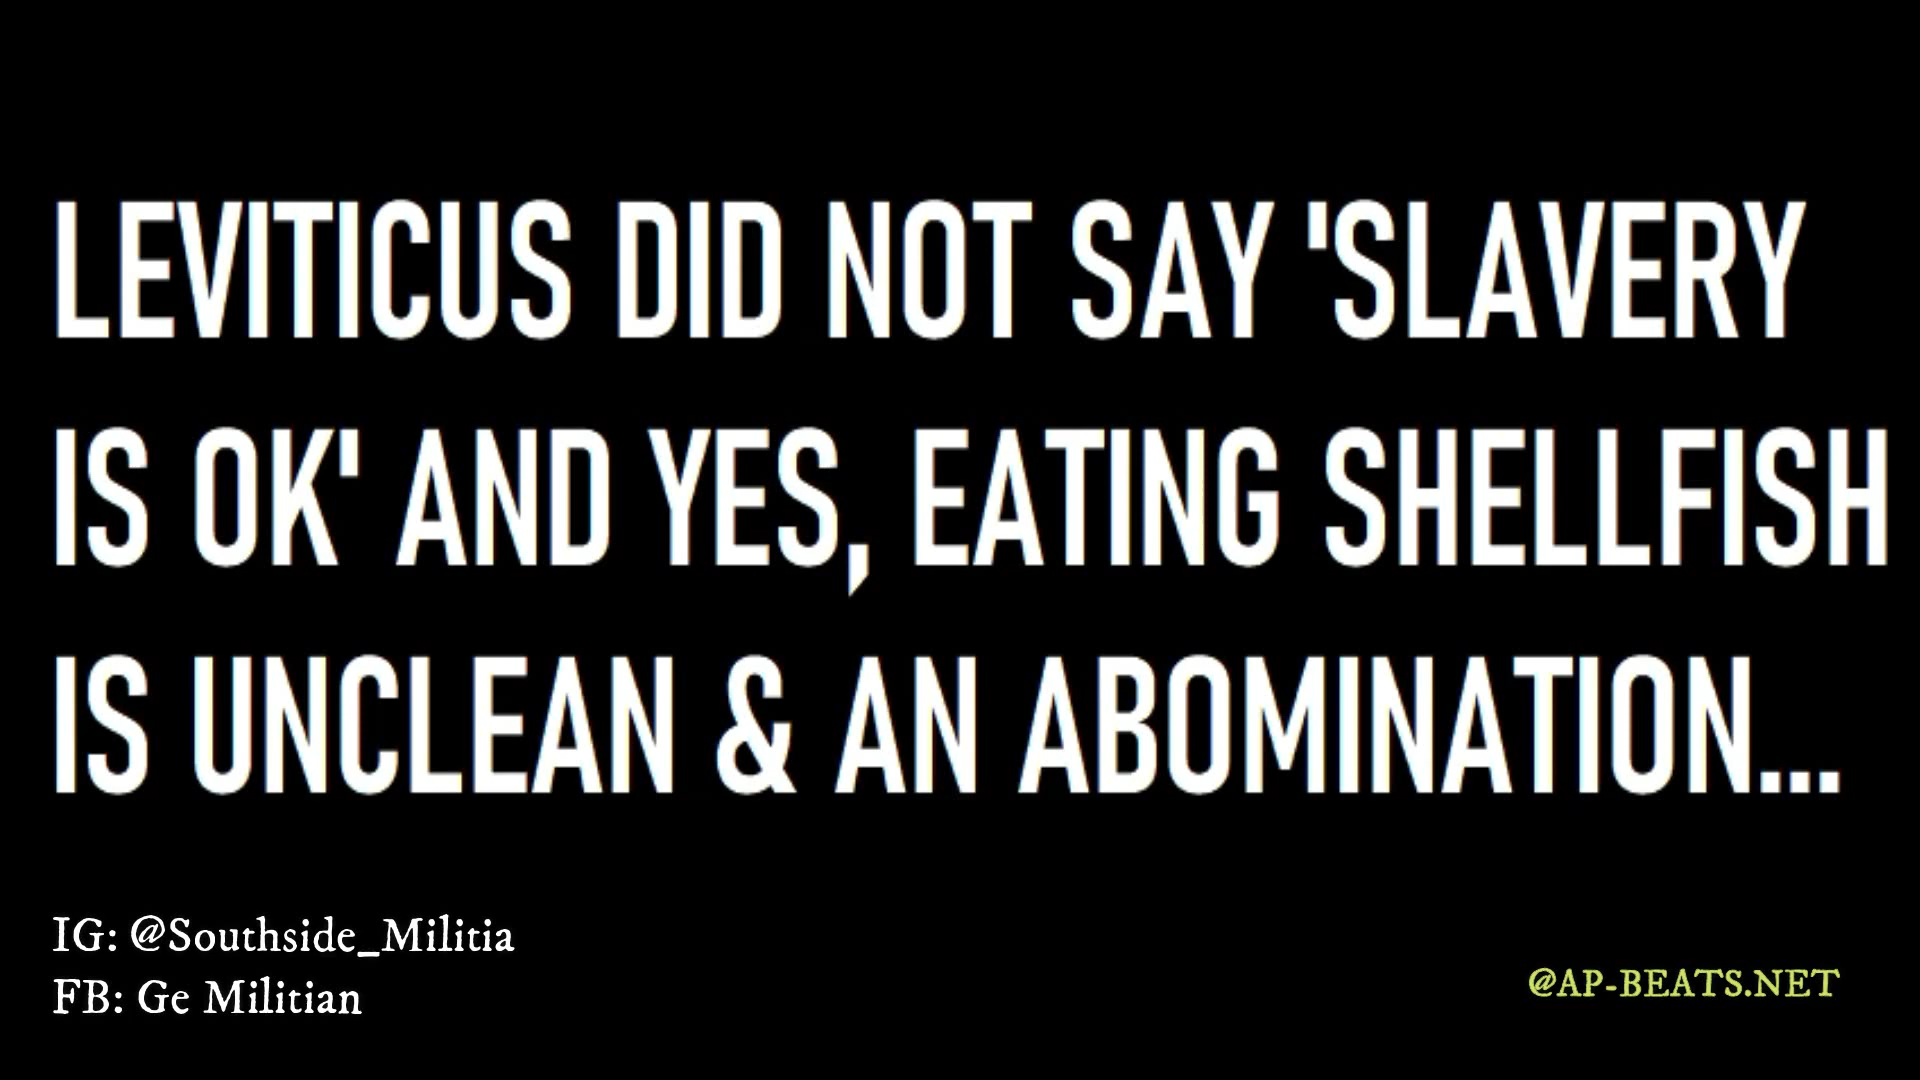 LEVITICUS DID NOT SAY 'SLAVERY
IS OK' AND YES, EATING SHELLFISH
IS UNCLEAN & AN ABOMINATION...
IG: @Southside_Militia
FB: Ge Militian
@AP-BEATS.NET